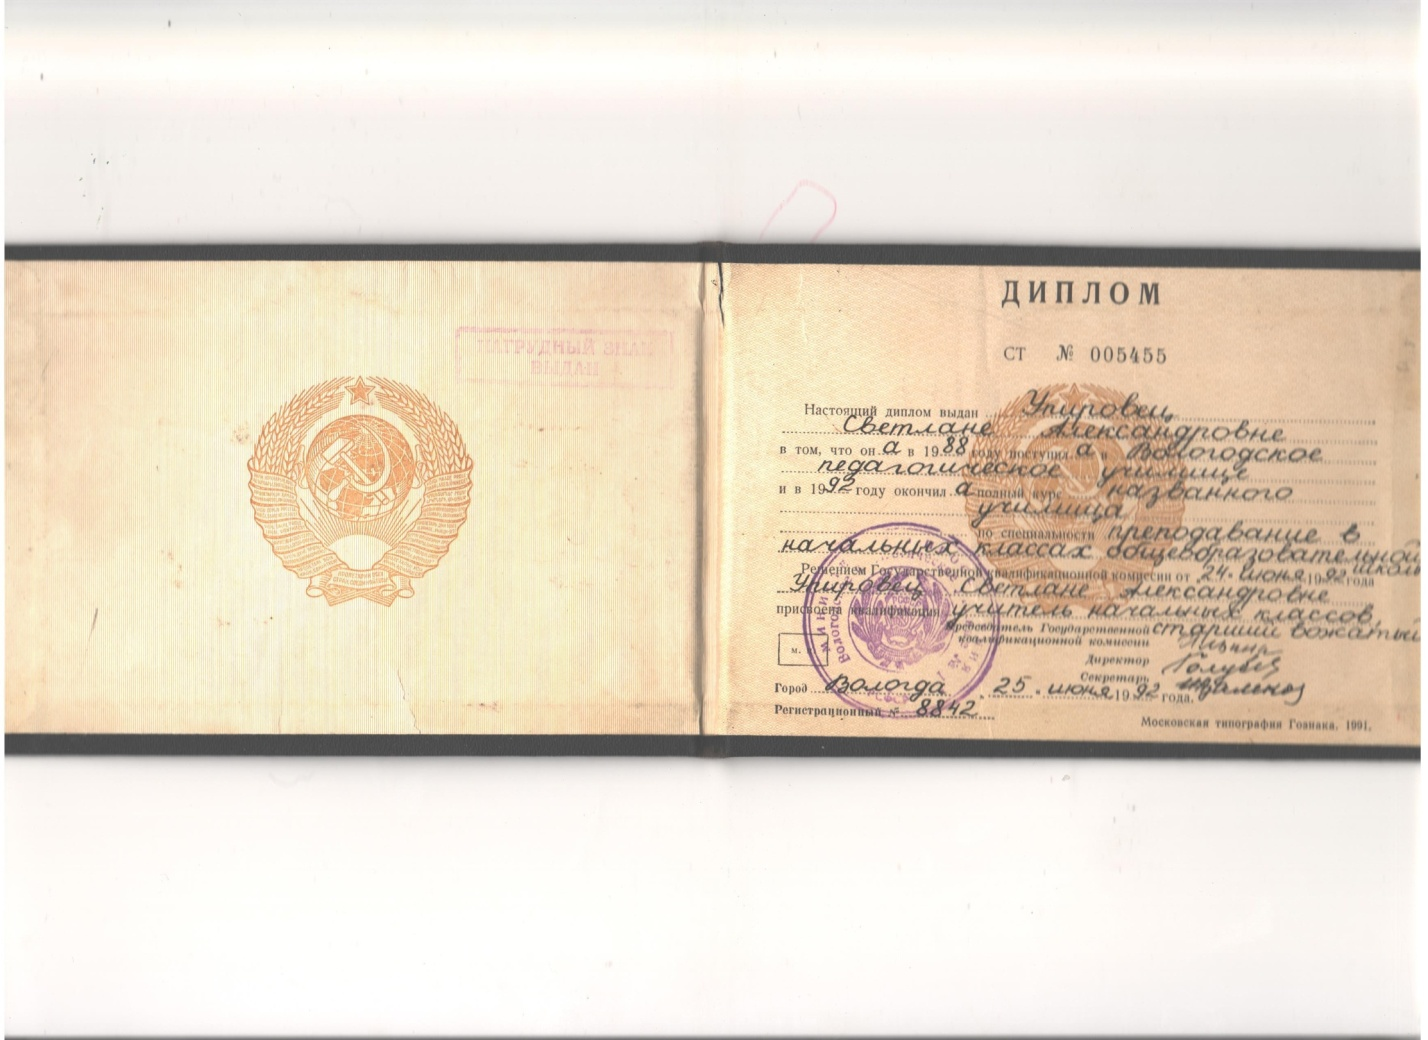 НАГРУДНЫЙ ЗНАК
ВЫДАН
ДИПЛОМ
СТ № 005455
Настоящий диплом выдан Упировец
Светлане Александровне
в том, что она в 1988 году поступила в Вологодское
педагогическое училище
и в 1992 году окончила полный курс названного
училища
по специальности преподавание в
начальных классах общеобразовательной
школы
Решением Государственной квалификационной комиссии от 24 июня 1992 года
Упировец Светлане Александровне
присвоена квалификация учитель начальных классов,
старший вожатый
Председатель Государственной
квалификационной комиссии
Директор
Секретарь
М.
Город Вологда 25 июня 1992 года.
Регистрационный № 8842
Московская типография Гознака. 1991.